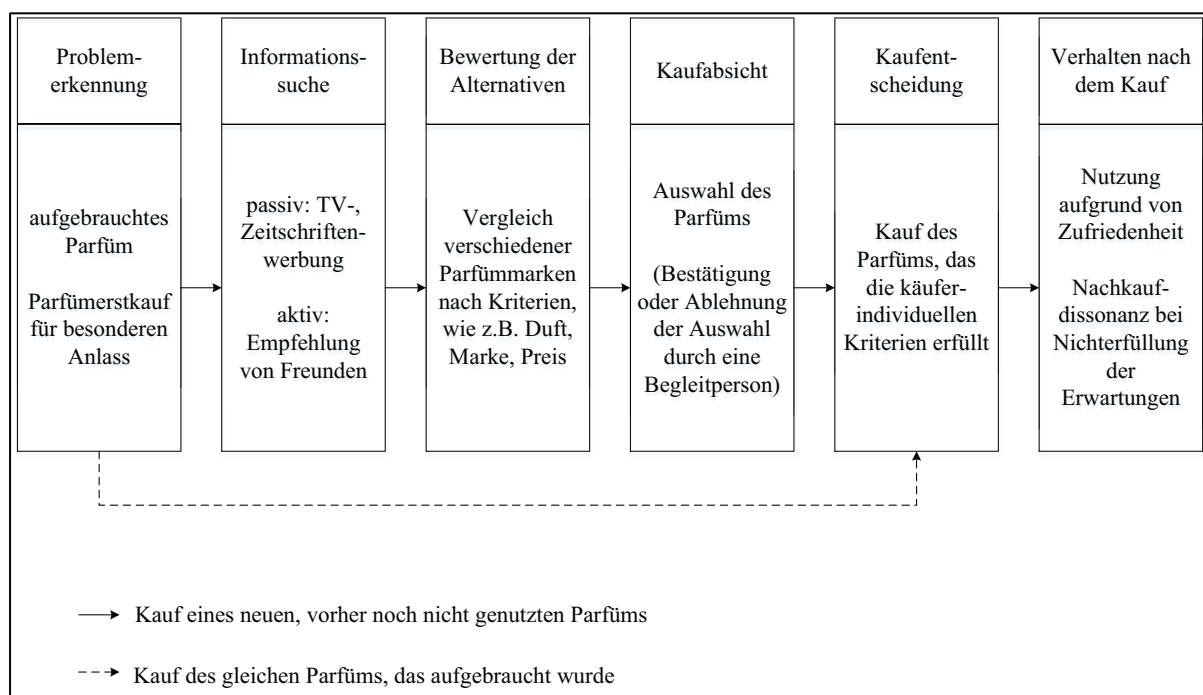 Problem-
erkennung
Informations-
suche
Bewertung der
Alternativen
Kaufabsicht
Kaufent-
scheidung
Verhalten nach
dem Kauf
aufgebrauchtes
Parfüm
Parfümerstkauf
für besonderen
Anlass
passiv: TV-,
Zeitschriften-
werbung
aktiv:
Empfehlung
von Freunden
Vergleich
verschiedener
Parfümmarken
nach Kriterien,
wie z.B. Duft,
Marke, Preis
Auswahl des
Parfüms
(Bestätigung
oder Ablehnung
der Auswahl
durch eine
Begleitperson)
Kauf des
Parfüms, das
die käufer-
individuellen
Kriterien erfüllt
Nutzung
aufgrund von
Zufriedenheit
Nachkauf-
dissonanz bei
Nichterfüllung
der
Erwartungen
Kauf eines neuen, vorher noch nicht genutzten Parfüms
Kauf des gleichen Parfüms, das aufgebraucht wurde